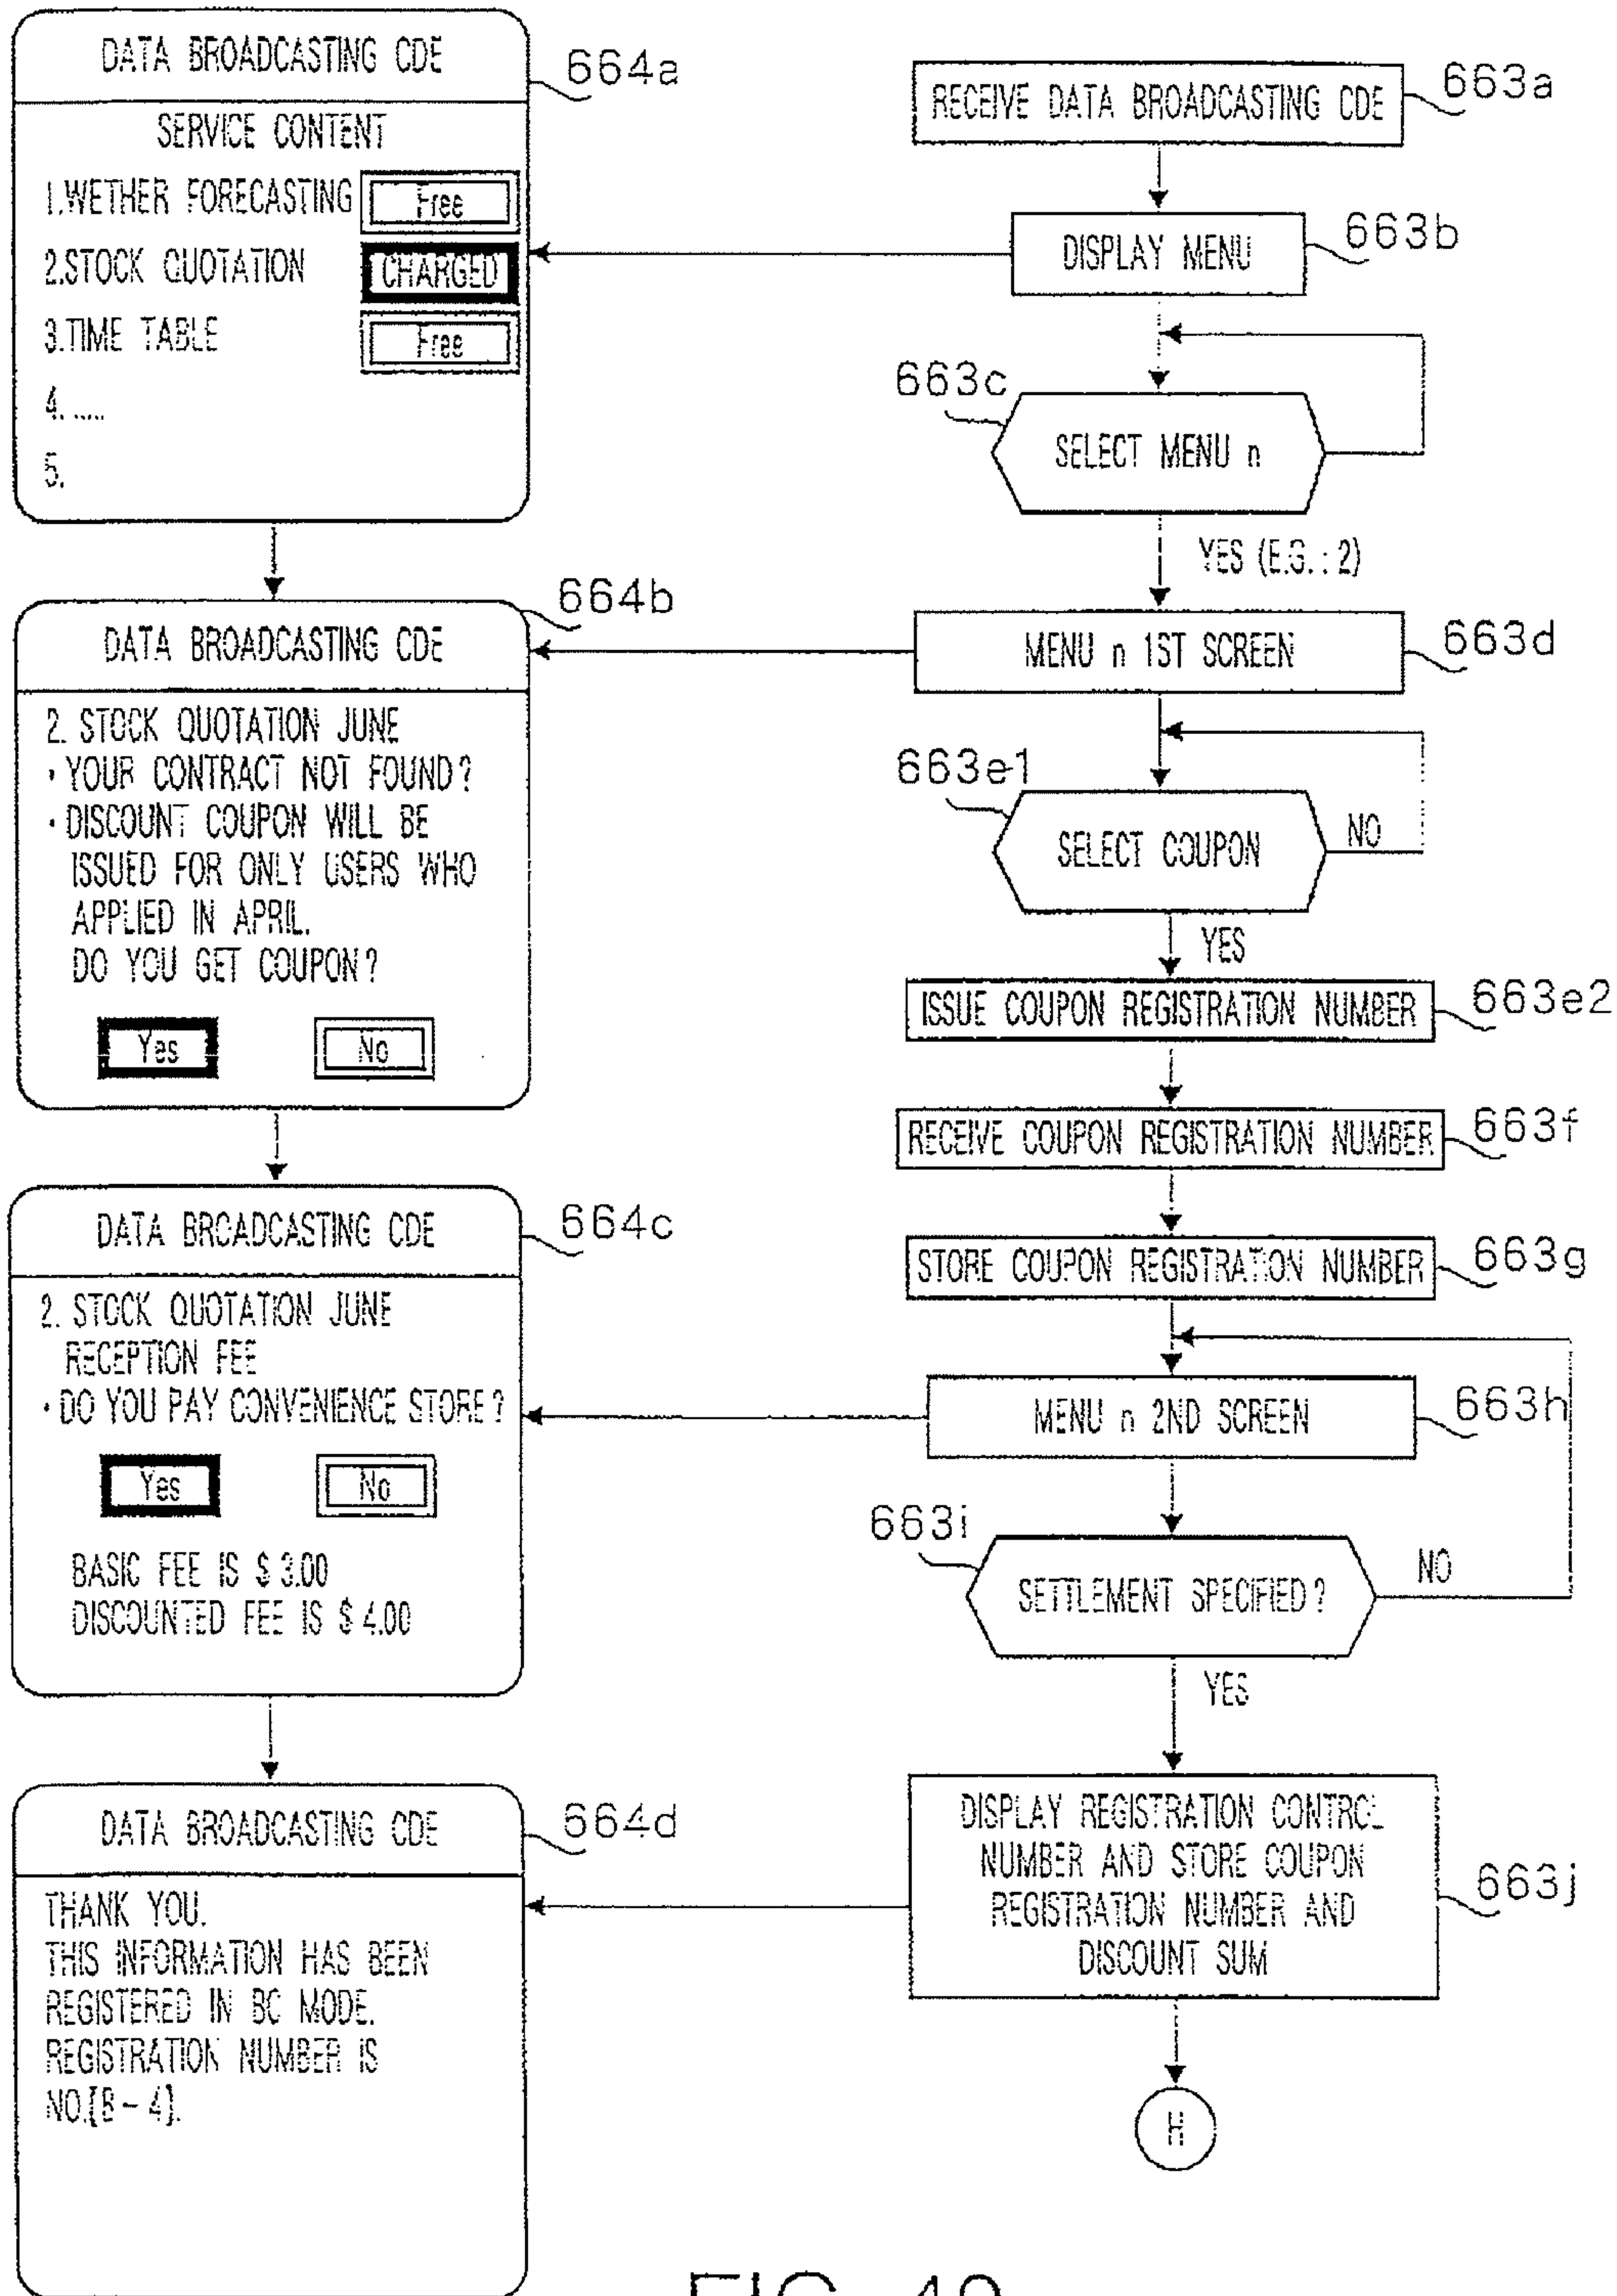 DATA BROADCASTING CDE
664a
SERVICE CONTENT
1.WETHER FORECASTING Free
2.STOCK QUOTATION CHARGED
3.TIME TABLE Free
4. .....
5.
DATA BROADCASTING CDE
664b
2. STOCK QUOTATION JUNE
• YOUR CONTRACT NOT FOUND?
• DISCOUNT COUPON WILL BE
ISSUED FOR ONLY USERS WHO
APPLIED IN APRIL.
DO YOU GET COUPON?
Yes No
DATA BROADCASTING CDE
664c
2. STOCK QUOTATION JUNE
RECEPTION FEE
• DO YOU PAY CONVENIENCE STORE?
Yes No
BASIC FEE IS $ 3.00
DISCOUNTED FEE IS $ 4.00
DATA BROADCASTING CDE
664d
THANK YOU.
THIS INFORMATION HAS BEEN
REGISTERED IN BC MODE.
REGISTRATION NUMBER IS
NO.[B-4].
RECEIVE DATA BROADCASTING CDE
663a
DISPLAY MENU
663b
663c
SELECT MENU n
YES (E.G. : 2)
MENU n 1ST SCREEN
663d
663e1
SELECT COUPON
NO
YES
ISSUE COUPON REGISTRATION NUMBER
663e2
RECEIVE COUPON REGISTRATION NUMBER
663f
STORE COUPON REGISTRATION NUMBER
663g
MENU n 2ND SCREEN
663h
663i
SETTLEMENT SPECIFIED?
NO
YES
DISPLAY REGISTRATION CONTROL
NUMBER AND STORE COUPON
REGISTRATION NUMBER AND
DISCOUNT SUM
663j
H
FIG.